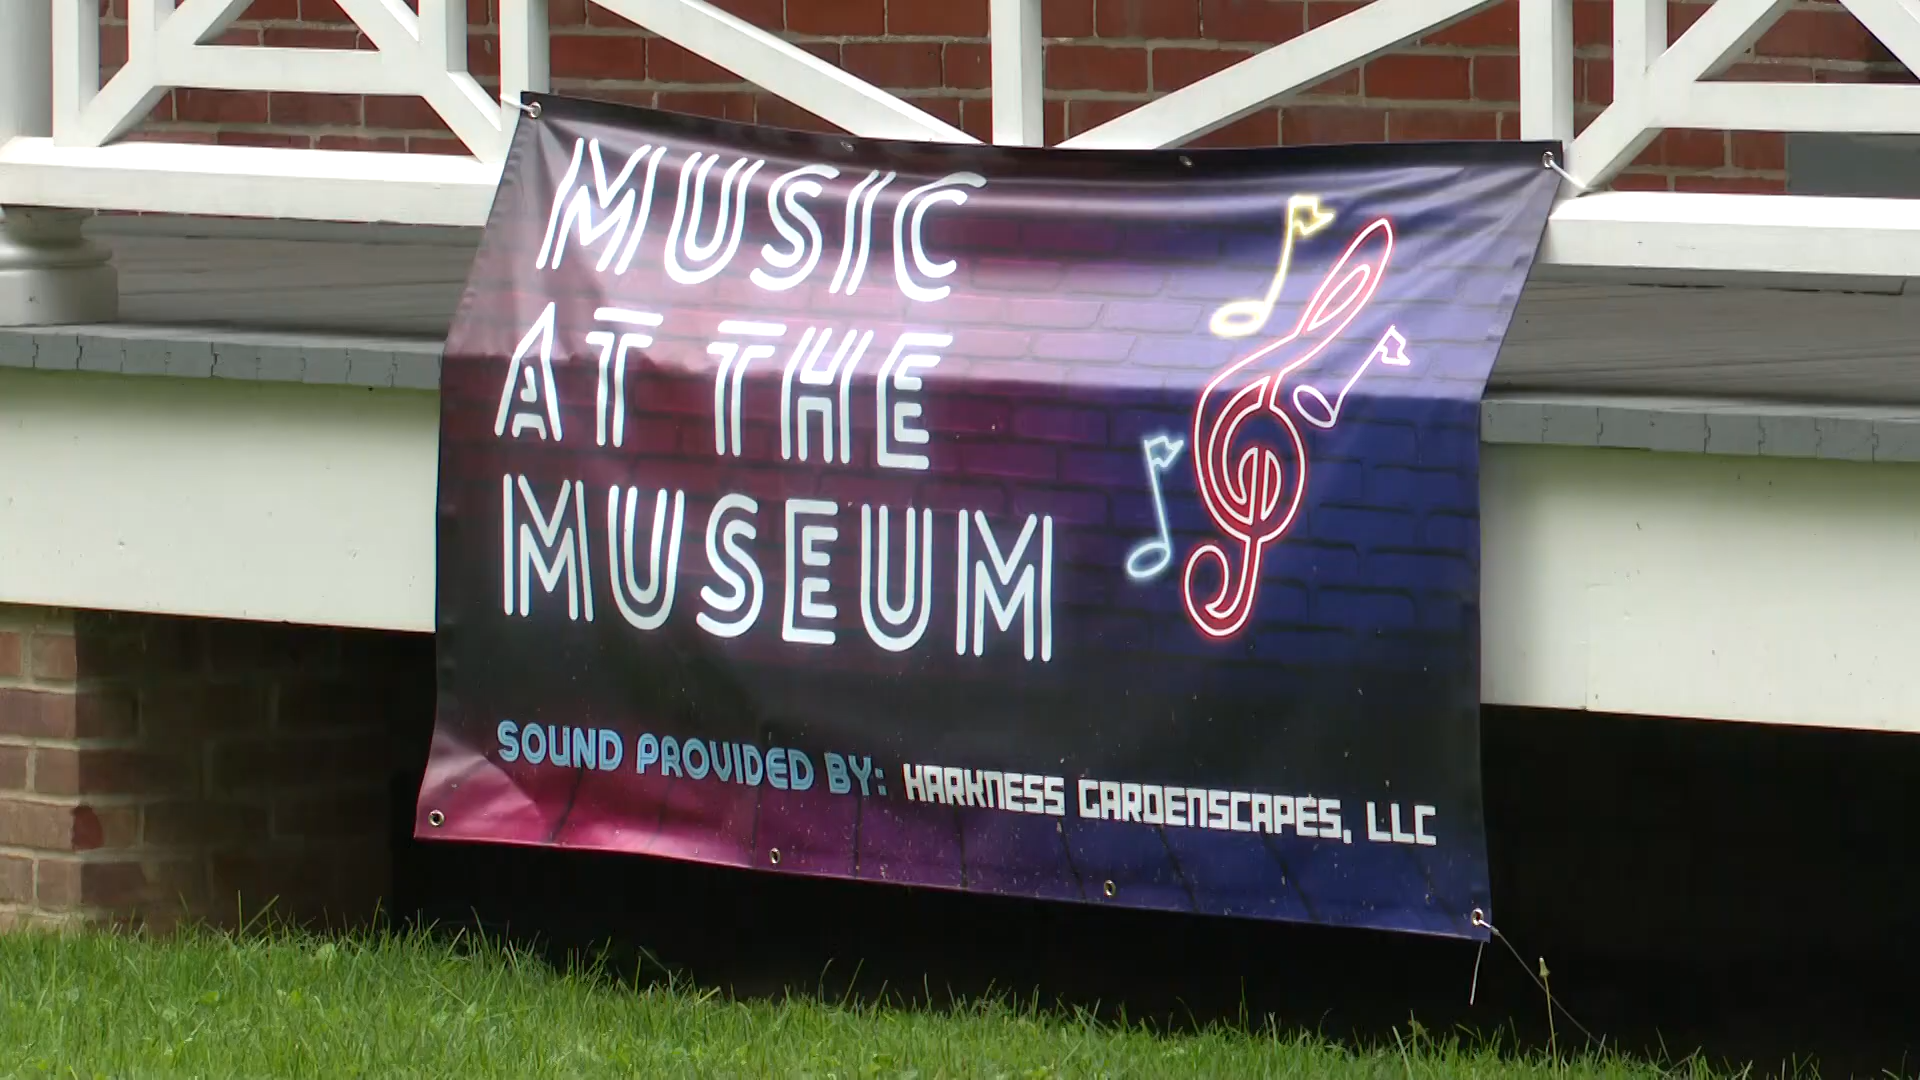 MUSIC
AT THE
MUSEUM
SOUND PROVIDED BY: HARKNESS GARDENSCAPES, LLC